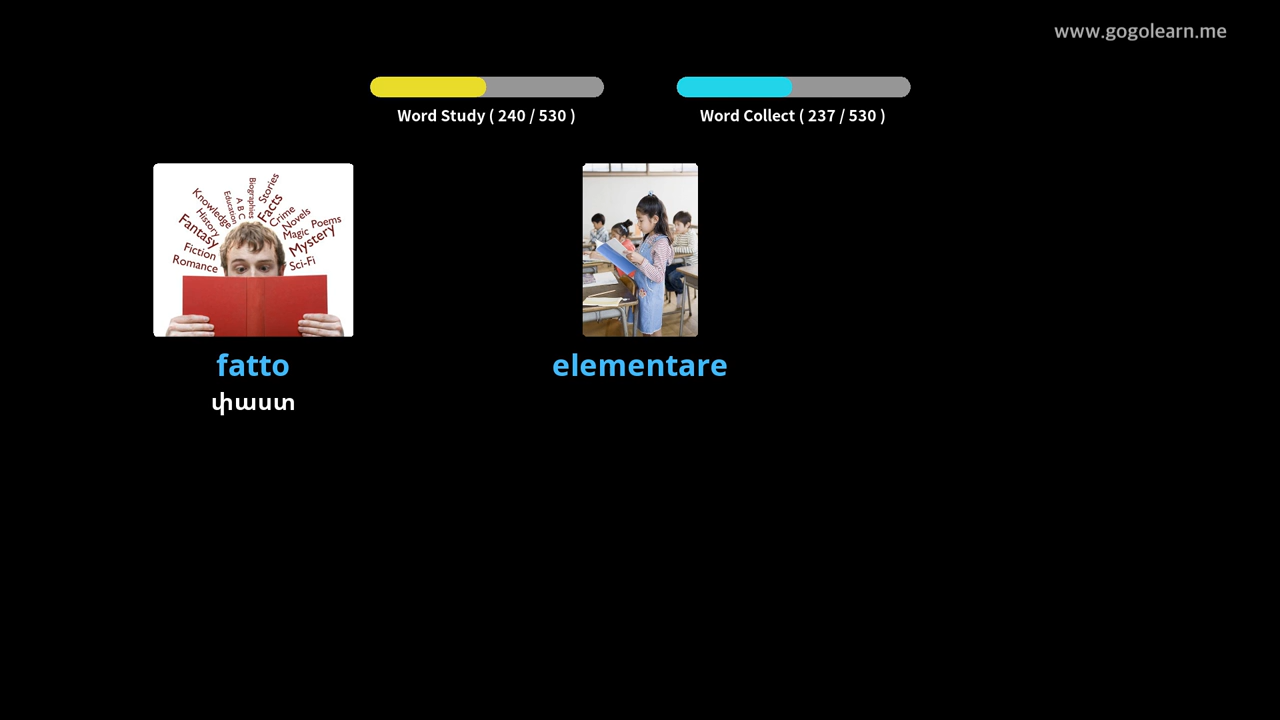 www.gogolearn.me
Word Study ( 240 / 530 )
Word Collect ( 237 / 530 )
Knowledge
History
Fantasy
Fiction
Romance
Education
A B C
Biographies
Stories
Facts
Crime
Novels
Magic
Poems
Mystery
Sci-Fi
fatto
փաստ
elementare